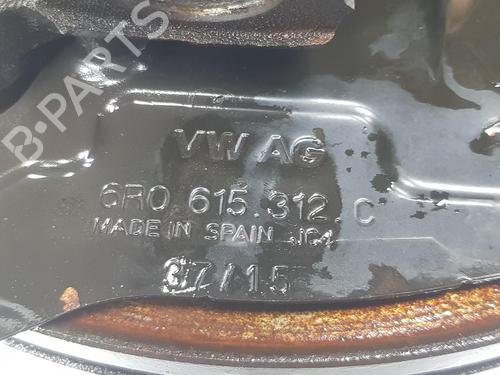 B-PARTS
VW AG
6R0 615.312.C
MADE IN SPAIN JC4
37/15